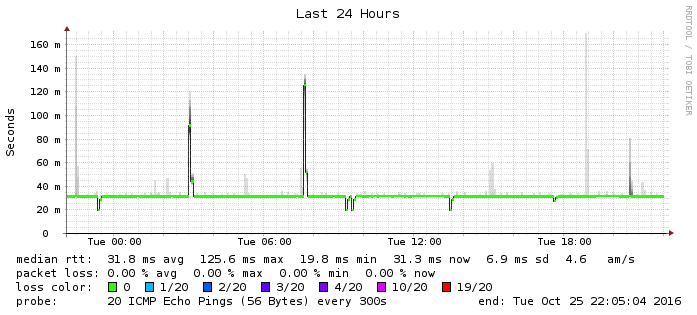 Last 24 Hours
RRDTOOL / TOBI OETIKER
Seconds
160 m
140 m
120 m
100 m
80 m
60 m
40 m
20 m
0
Tue 00:00 Tue 06:00 Tue 12:00 Tue 18:00
median rtt: 31.8 ms avg 125.6 ms max 19.8 ms min 31.3 ms now 6.9 ms sd 4.6 am/s
packet loss: 0.00 % avg 0.00 % max 0.00 % min 0.00 % now
loss color: 0 1/20 2/20 3/20 4/20 10/20 19/20
probe: 20 ICMP Echo Pings (56 Bytes) every 300s end: Tue Oct 25 22:05:04 2016